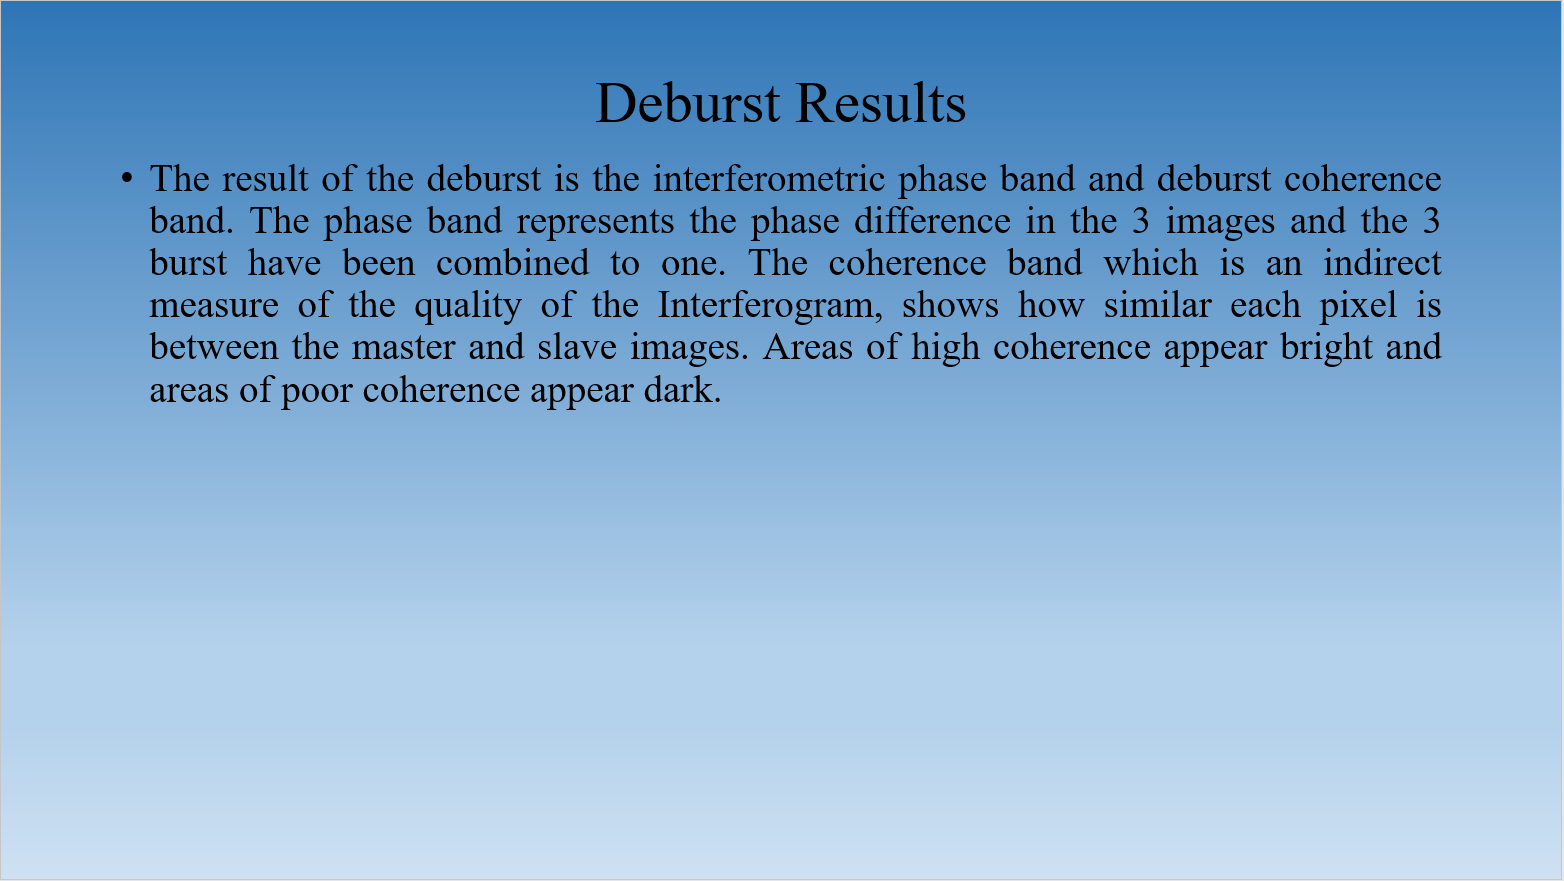 Deburst Results
• The result of the deburst is the interferometric phase band and deburst coherence
band. The phase band represents the phase difference in the 3 images and the 3
burst have been combined to one. The coherence band which is an indirect
measure of the quality of the Interferogram, shows how similar each pixel is
between the master and slave images. Areas of high coherence appear bright and
areas of poor coherence appear dark.